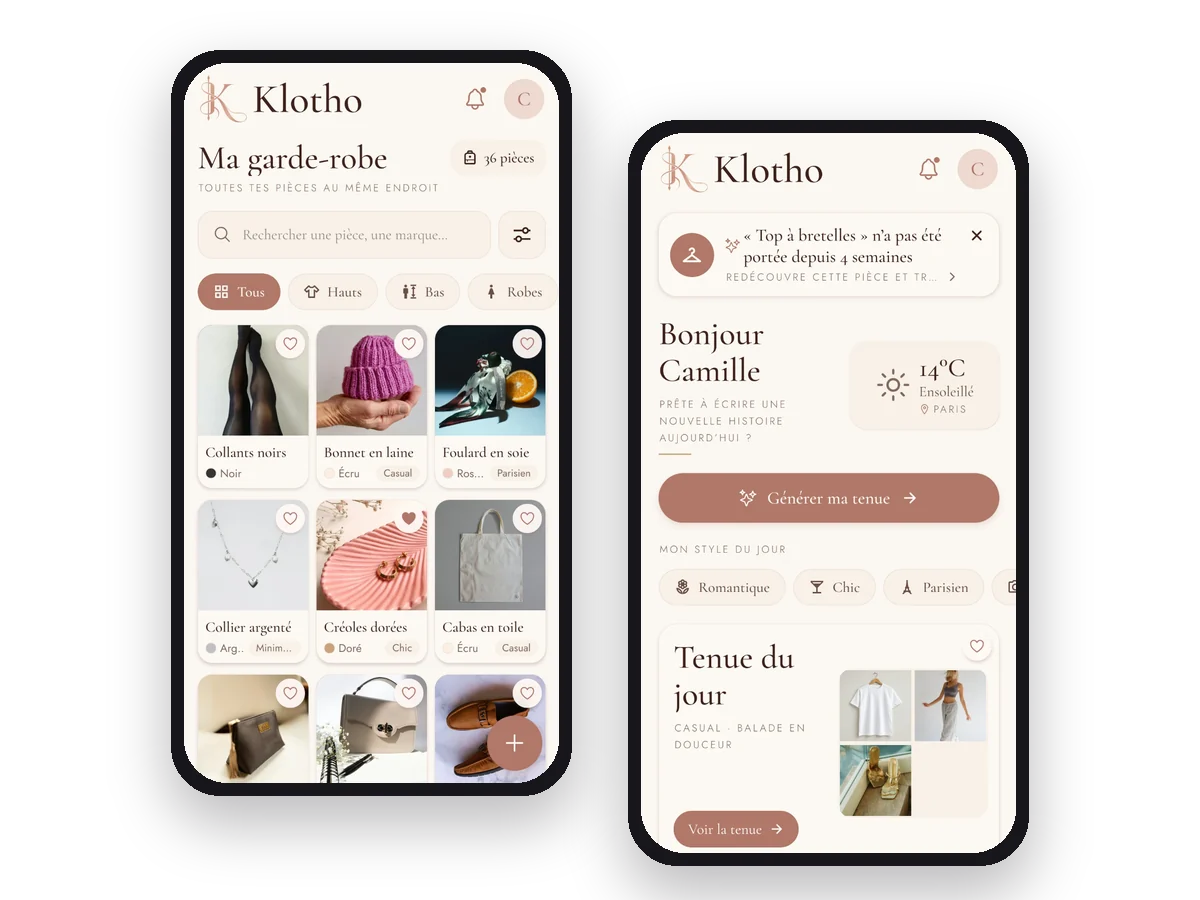 Klotho
C
Ma garde-robe
36 pièces
TOUTES TES PIÈCES AU MÊME ENDROIT
Rechercher une pièce, une marque...
Tous
Hauts
Bas
Robes
Collants noirs
Noir
Bonnet en laine
Écru
Casual
Foulard en soie
Ros...
Parisien
Collier argenté
Arg..
Minim...
Créoles dorées
Doré
Chic
Cabas en toile
Écru
Casual
Klotho
C
« Top à bretelles » n'a pas été
portée depuis 4 semaines
REDÉCOUVRE CETTE PIÈCE ET TR...
Bonjour
Camille
PRÊTE À ÉCRIRE UNE
NOUVELLE HISTOIRE
AUJOURD'HUI ?
14°C
Ensoleillé
PARIS
Générer ma tenue
MON STYLE DU JOUR
Romantique
Chic
Parisien
Tenue du
jour
CASUAL · BALADE EN
DOUCEUR
Voir la tenue